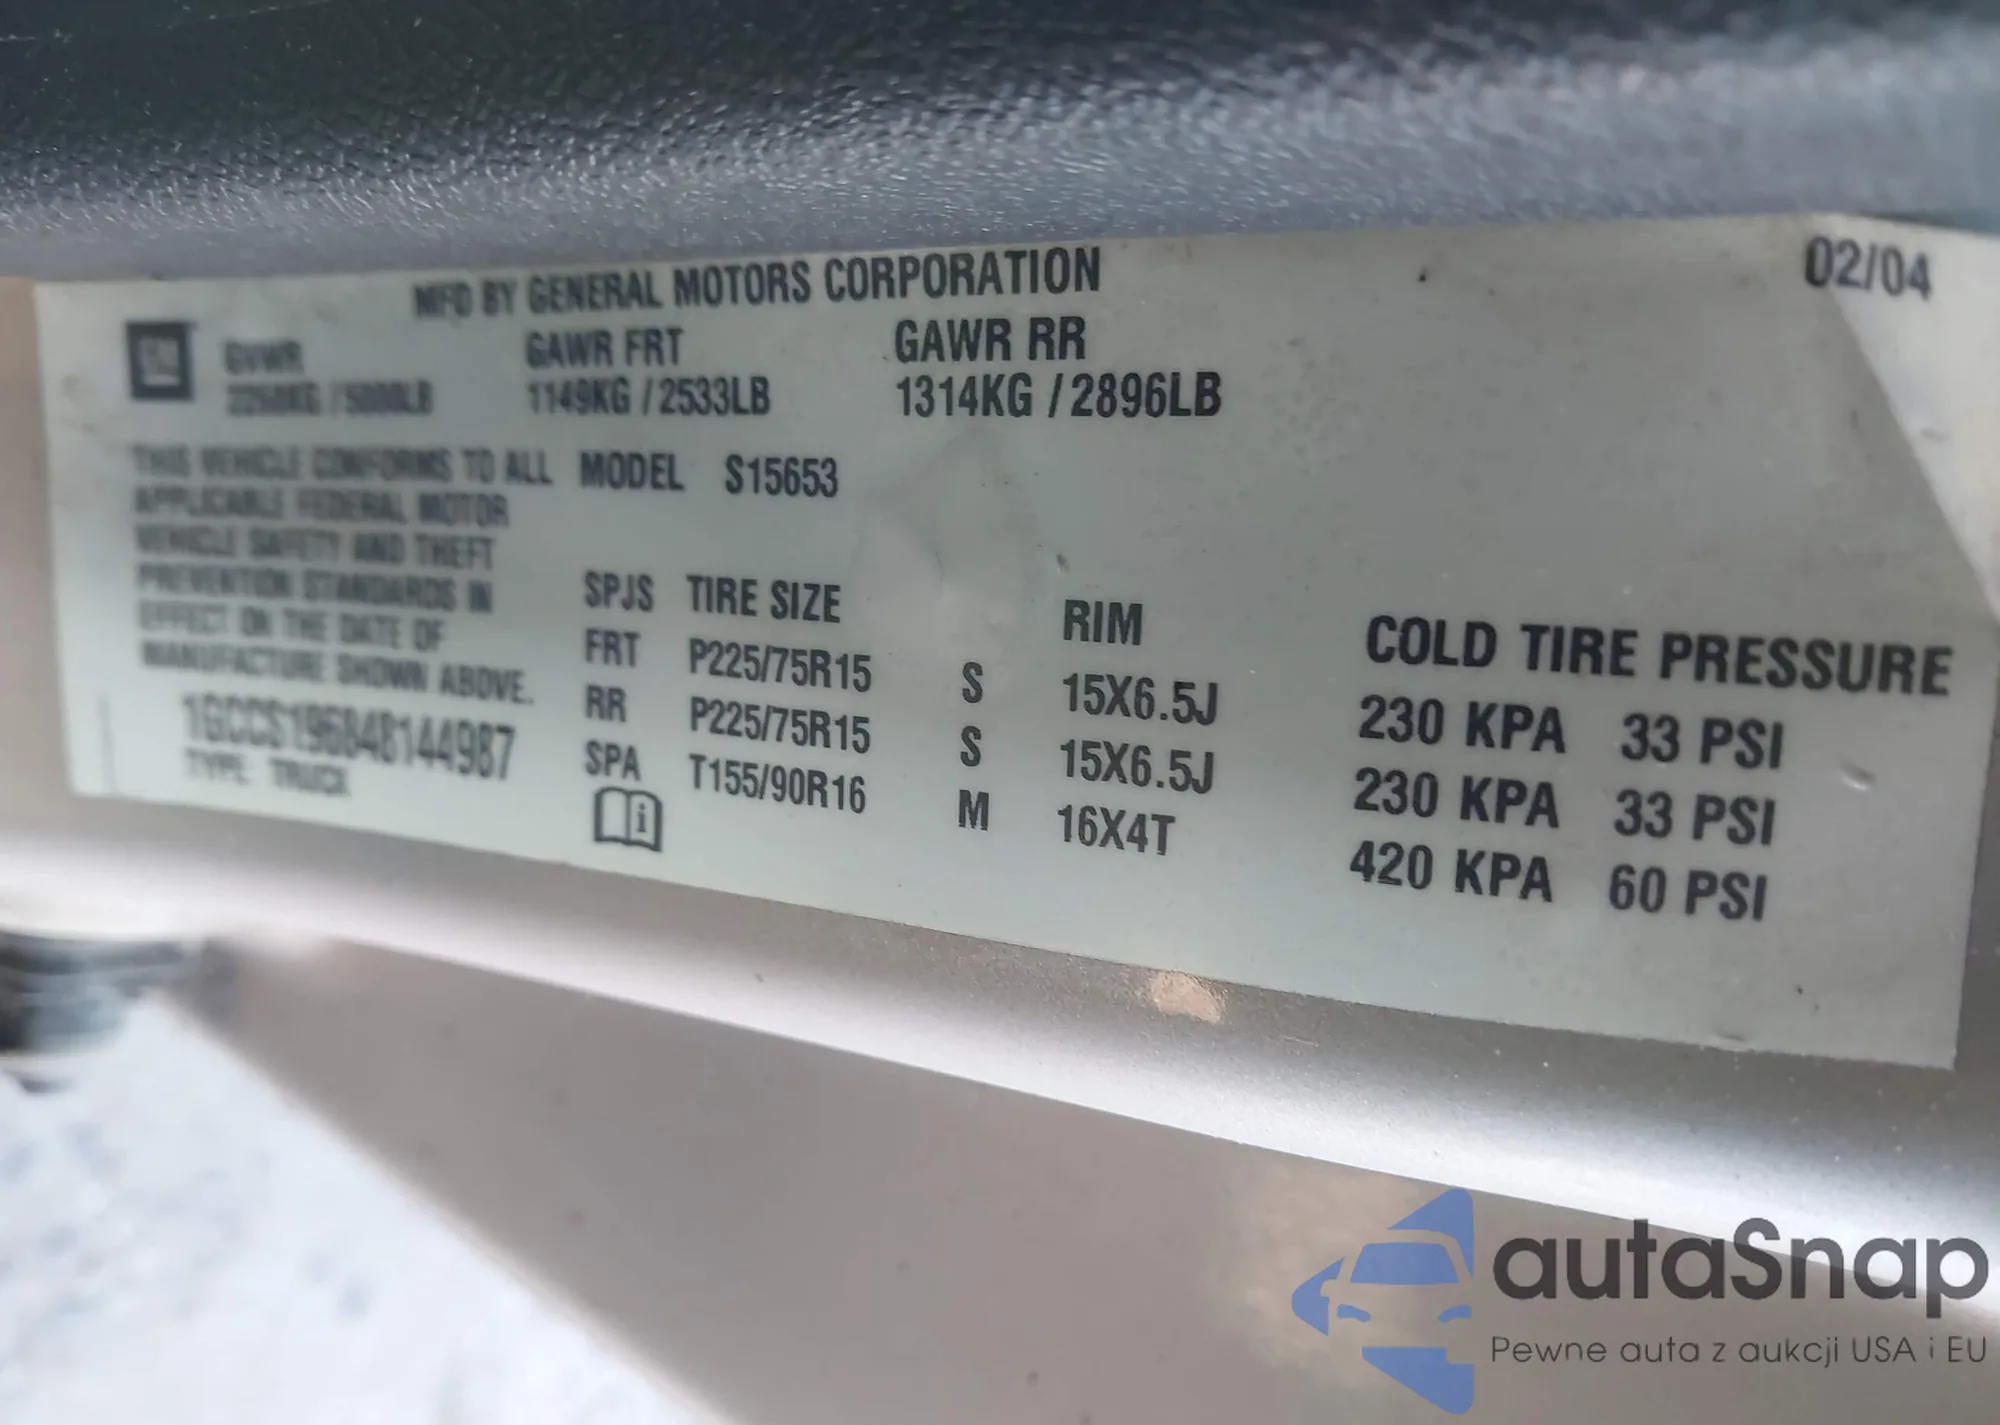 MFD BY GENERAL MOTORS CORPORATION
02/04
GM
GVWR GAWR FRT GAWR RR
2268KG / 5000LB 1149KG / 2533LB 1314KG / 2896LB
THIS VEHICLE CONFORMS TO ALL MODEL S15653
APPLICABLE FEDERAL MOTOR
VEHICLE SAFETY AND THEFT
PREVENTION STANDARDS IN
EFFECT ON THE DATE OF
MANUFACTURE SHOWN ABOVE.
1GCCS196848144987
TYPE: TRUCK
SPJS TIRE SIZE RIM COLD TIRE PRESSURE
FRT P225/75R15 S 15X6.5J 230 KPA 33 PSI
RR P225/75R15 S 15X6.5J 230 KPA 33 PSI
SPA T155/90R16 M 16X4T 420 KPA 60 PSI
i
autaSnap
Pewne auta z aukcji USA i EU